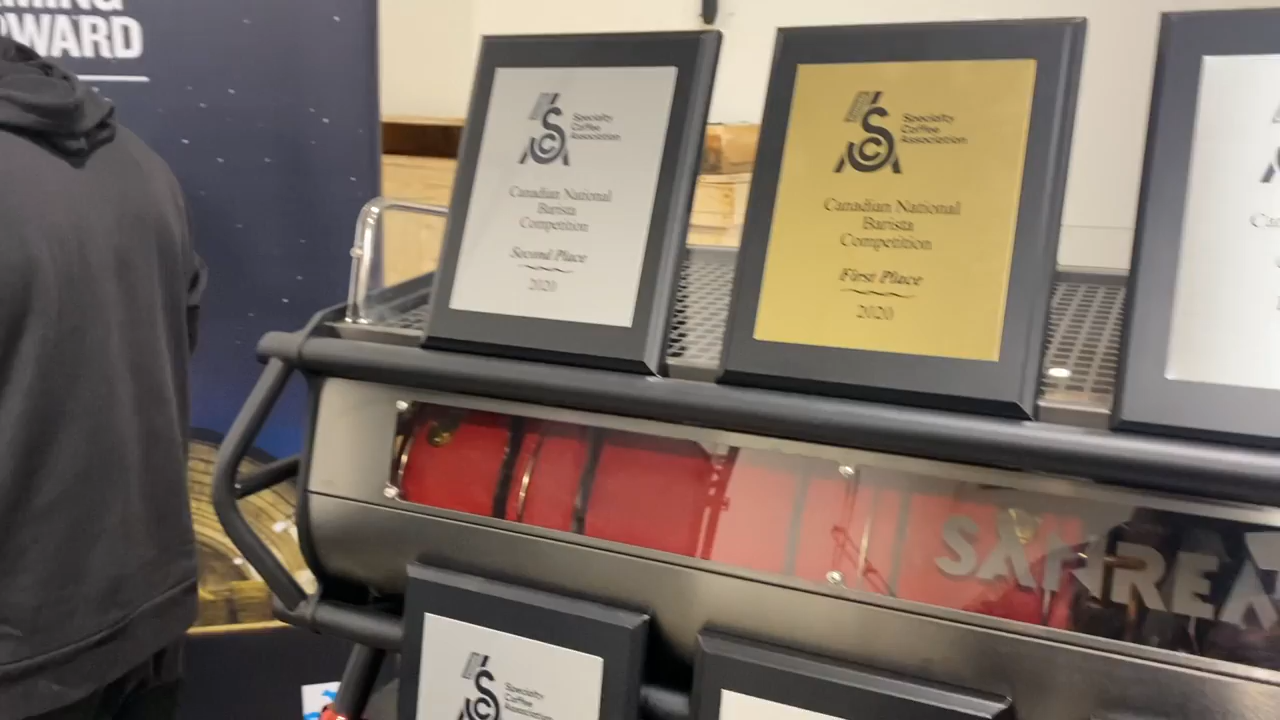 WARD
Specialty
Coffee
Association
Canadian National
Barista
Competition
Second Place
2020
Specialty
Coffee
Association
Canadian National
Barista
Competition
First Place
2020
SANREA
Specialty
Coffee
Association